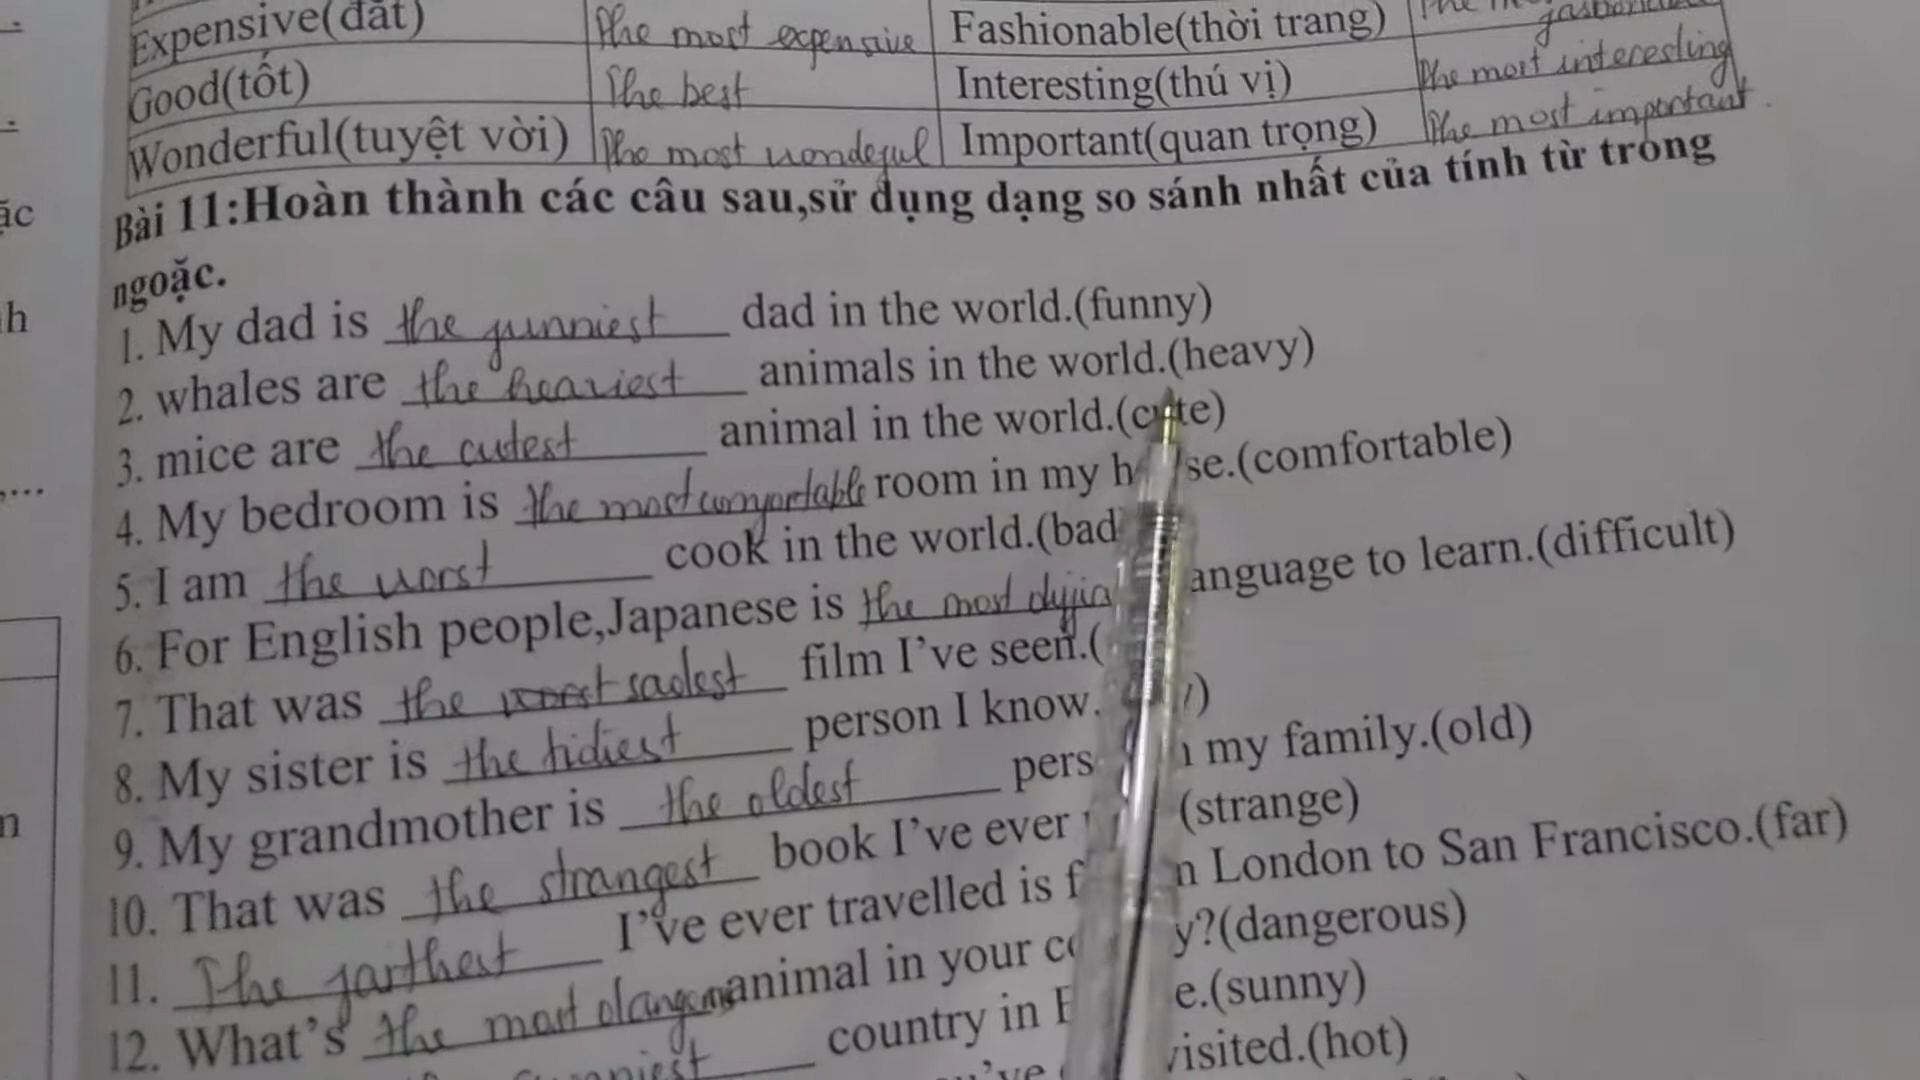 Expensive(đắt) The most expensive Fashionable(thời trang)
Good(tốt) The best Interesting(thú vị) The most interesting
Wonderful(tuyệt vời) The most wondeful Important(quan trọng) The most important.
Bài 11:Hoàn thành các câu sau,sử dụng dạng so sánh nhất của tính từ trong
ngoặc.
1. My dad is the funniest dad in the world.(funny)
2. whales are the heaviest animals in the world.(heavy)
3. mice are the cutest animal in the world.(cute)
4. My bedroom is the most comfortable room in my house.(comfortable)
5. I am the worst cook in the world.(bad
6. For English people,Japanese is the most language to learn.(difficult)
7. That was the sadest film I've seen.(
8. My sister is the tidiest person I know.
9. My grandmother is the oldest pers my family.(old)
10. That was the strangest book I've ever (strange)
11. The farthest I've ever travelled is f London to San Francisco.(far)
12. What's the most dangerous animal in your co y?(dangerous)
country in e.(sunny)
visited.(hot)